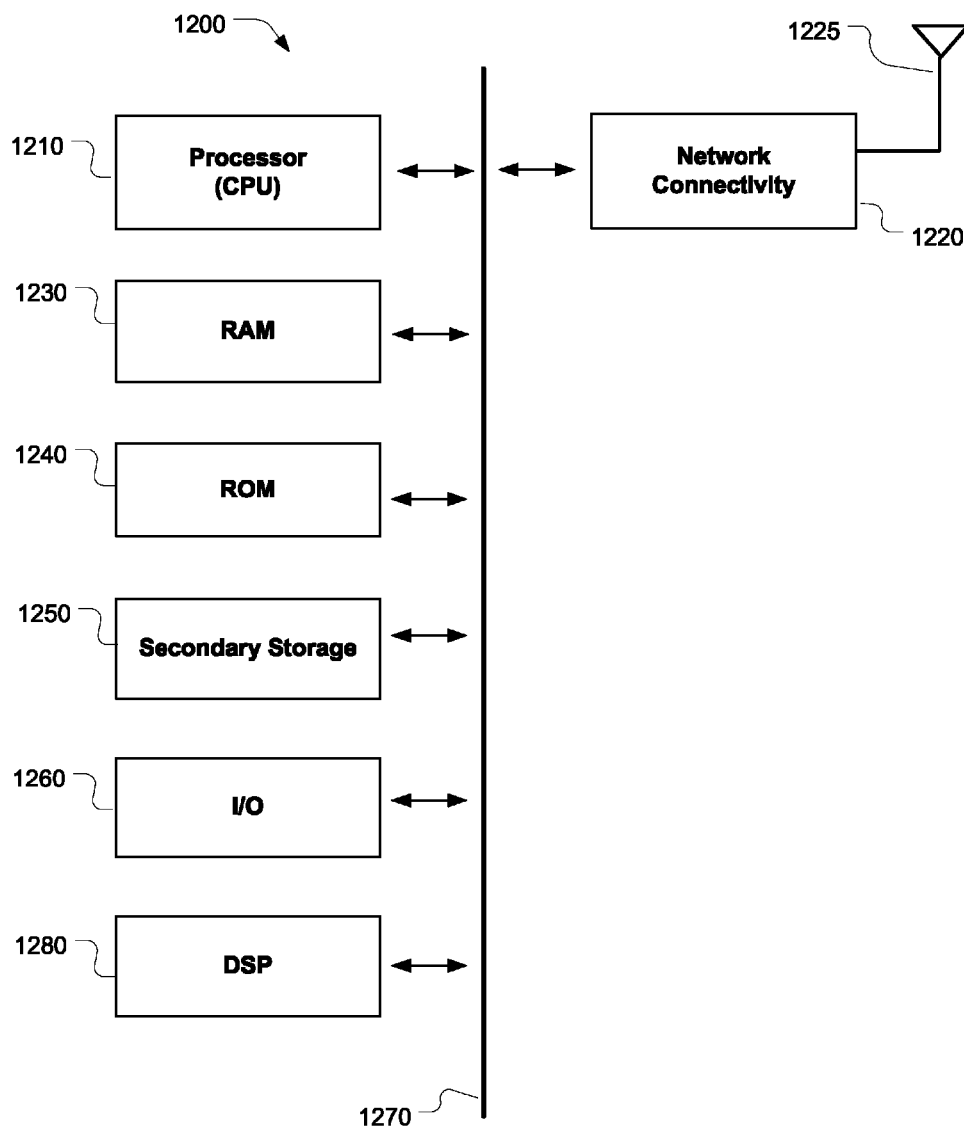 1200
1225
1210
Processor
(CPU)
Network
Connectivity
1220
1230
RAM
1240
ROM
1250
Secondary Storage
1260
I/O
1280
DSP
1270